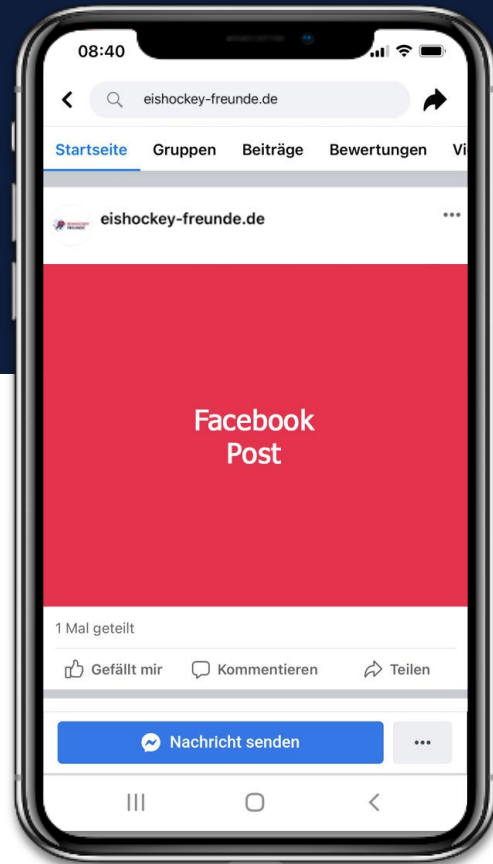 08:40
eishockey-freunde.de
Startseite Gruppen Beiträge Bewertungen Vi
eishockey-freunde.de
Facebook
Post
1 Mal geteilt
Gefällt mir Kommentieren Teilen
Nachricht senden